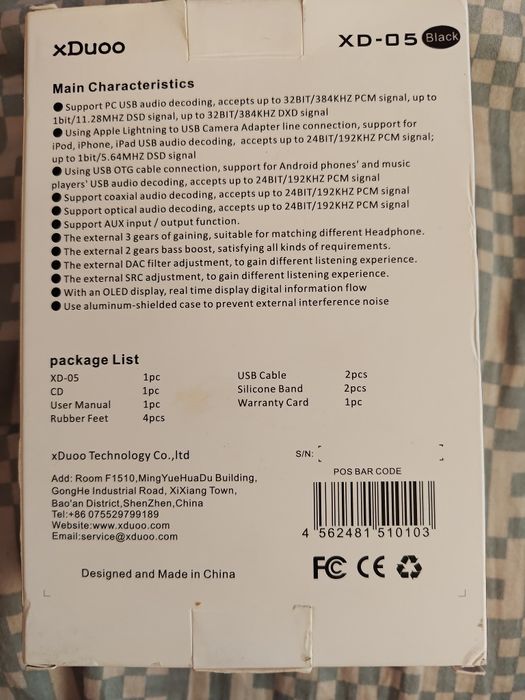 xDuoo
XD-05 Black
Main Characteristics
● Support PC USB audio decoding, accepts up to 32BIT/384KHZ PCM signal, up to
1bit/11.28MHZ DSD signal, up to 32BIT/384KHZ DXD signal
● Using Apple Lightning to USB Camera Adapter line connection, support for
iPod, iPhone, iPad USB audio decoding, accepts up to 24BIT/192KHZ PCM signal;
up to 1bit/5.64MHZ DSD signal
● Using USB OTG cable connection, support for Android phones' and music
players' USB audio decoding, accepts up to 24BIT/192KHZ PCM signal
● Support coaxial audio decoding, accepts up to 24BIT/192KHZ PCM signal
● Support optical audio decoding, accepts up to 24BIT/192KHZ PCM signal
● Support AUX input / output function.
● The external 3 gears of gaining, suitable for matching different Headphone.
● The external 2 gears bass boost, satisfying all kinds of requirements.
● The external DAC filter adjustment, to gain different listening experience.
● The external SRC adjustment, to gain different listening experience.
● With an OLED display, real time display digital information flow
● Use aluminum-shielded case to prevent external interference noise
package List
XD-05 1pc USB Cable 2pcs
CD 1pc Silicone Band 2pcs
User Manual 1pc Warranty Card 1pc
Rubber Feet 4pcs
xDuoo Technology Co.,ltd
S/N:
Add: Room F1510,MingYueHuaDu Building,
GongHe Industrial Road, XiXiang Town,
Bao'an District,ShenZhen,China
Tel:+86 075529799189
Website:www.xduoo.com
Email:service@xduoo.com
POS BAR CODE
4 562481 510103
FC CE
Designed and Made in China